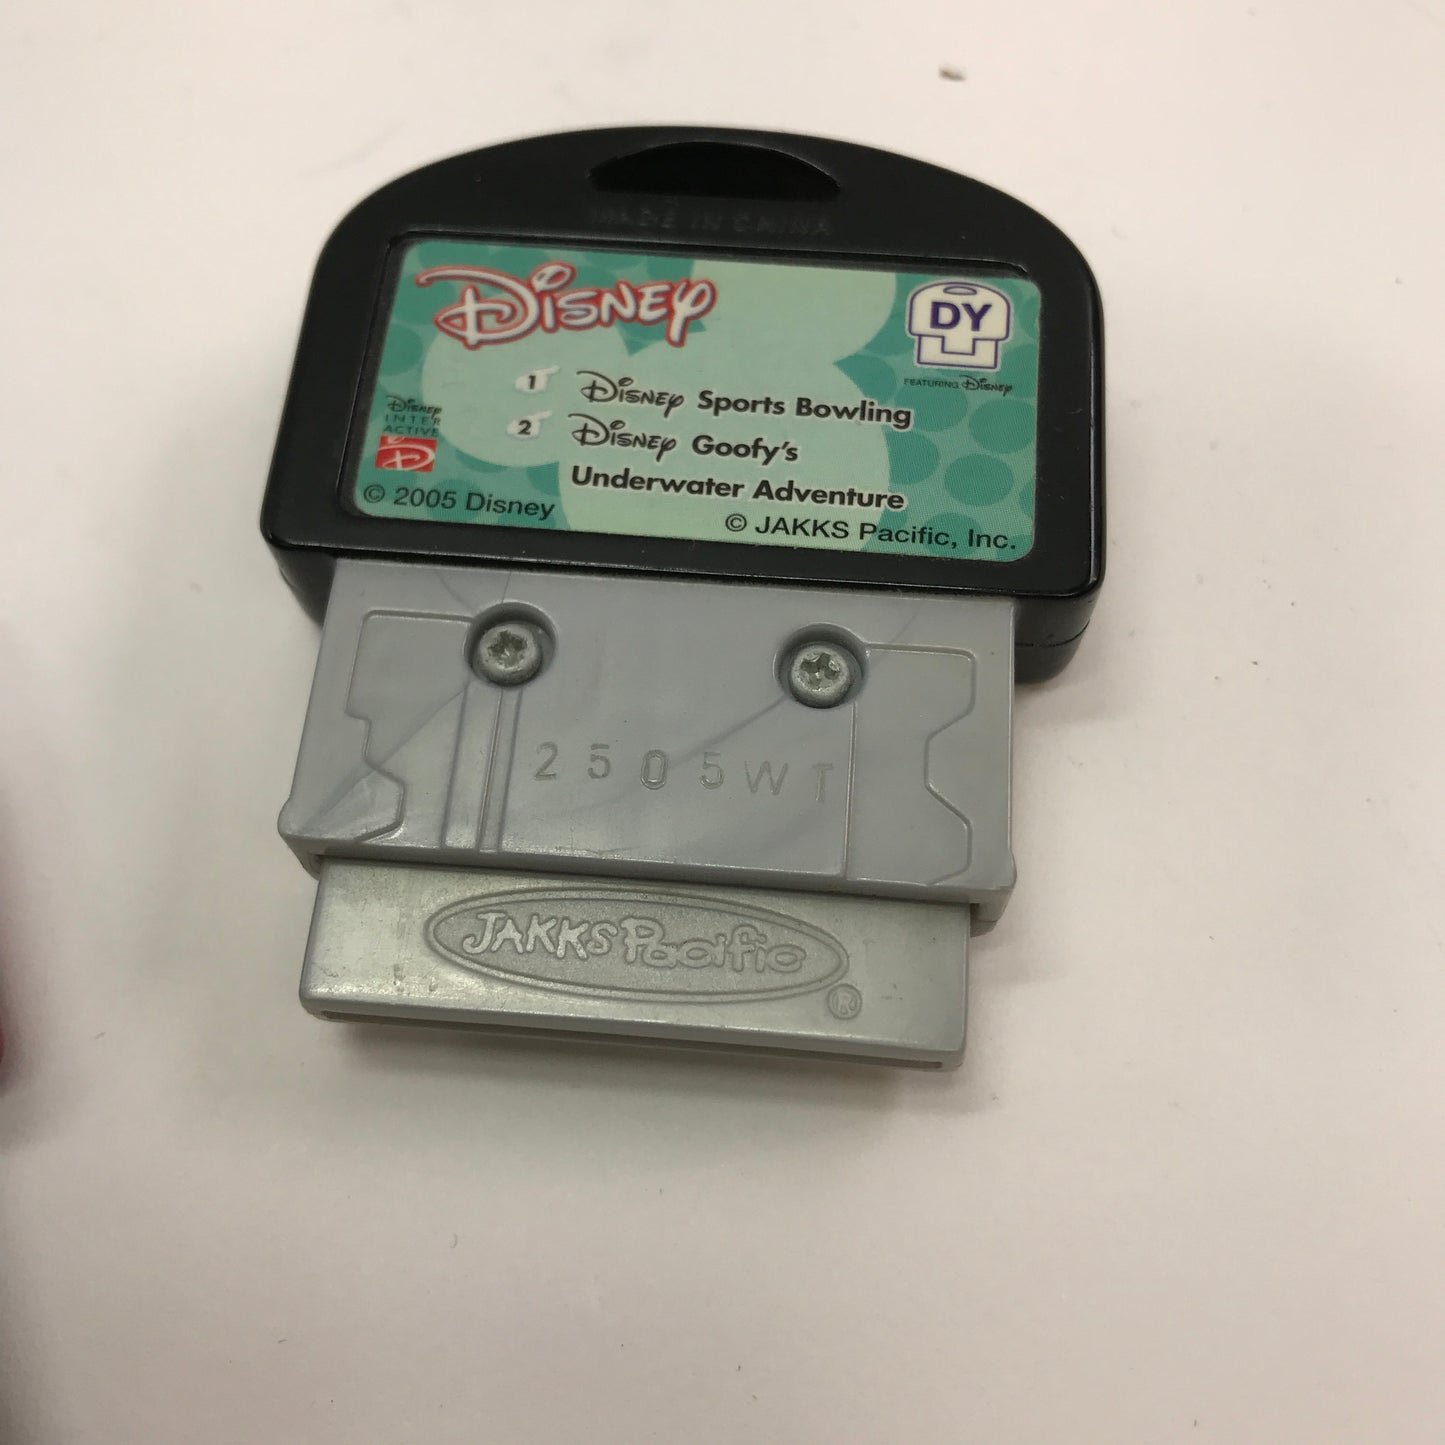 MADE IN CHINA
Disney
DY
FEATURING Disney
1 Disney Sports Bowling
2 Disney Goofy's
Underwater Adventure
Disney
INTER
ACTIVE
D
© 2005 Disney
© JAKKS Pacific, Inc.
2505WT
JAKKS Pacific
®